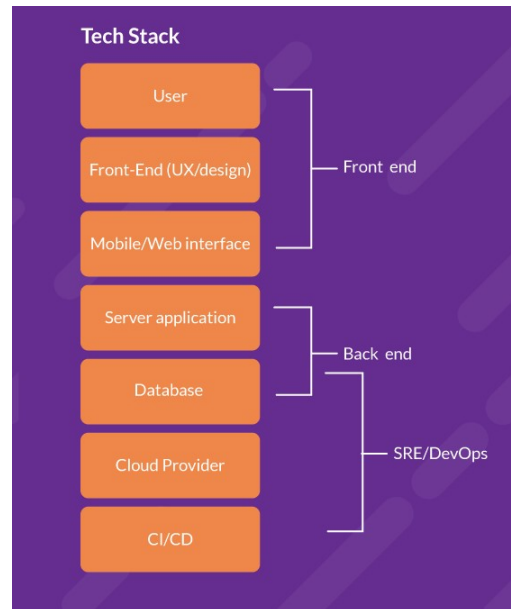 Tech Stack
User
Front-End (UX/design)
Mobile/Web interface
Front end
Server application
Database
Back end
Cloud Provider
CI/CD
SRE/DevOps